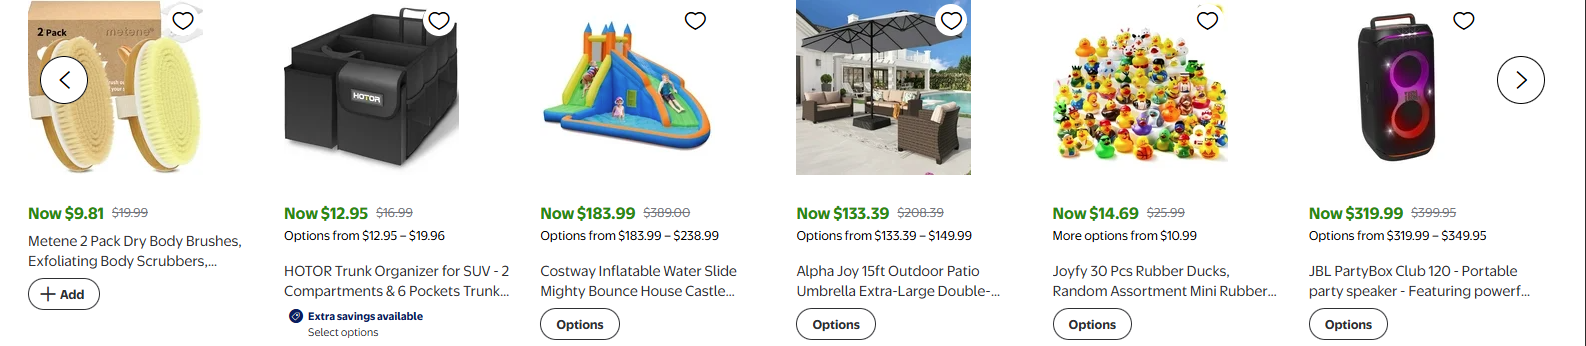 2 Pack
metene
HOTOR
Now $9.81 $19.99
Metene 2 Pack Dry Body Brushes,
Exfoliating Body Scrubbers,...
+ Add
Now $12.95 $16.99
Options from $12.95 – $19.96
HOTOR Trunk Organizer for SUV - 2
Compartments & 6 Pockets Trunk...
Extra savings available
Select options
Now $183.99 $389.00
Options from $183.99 – $238.99
Costway Inflatable Water Slide
Mighty Bounce House Castle...
Options
Now $133.39 $208.39
Options from $133.39 – $149.99
Alpha Joy 15ft Outdoor Patio
Umbrella Extra-Large Double-...
Options
Now $14.69 $25.99
More options from $10.99
Joyfy 30 Pcs Rubber Ducks,
Random Assortment Mini Rubber...
Options
Now $319.99 $399.95
Options from $319.99 – $349.95
JBL PartyBox Club 120 - Portable
party speaker - Featuring powerf...
Options